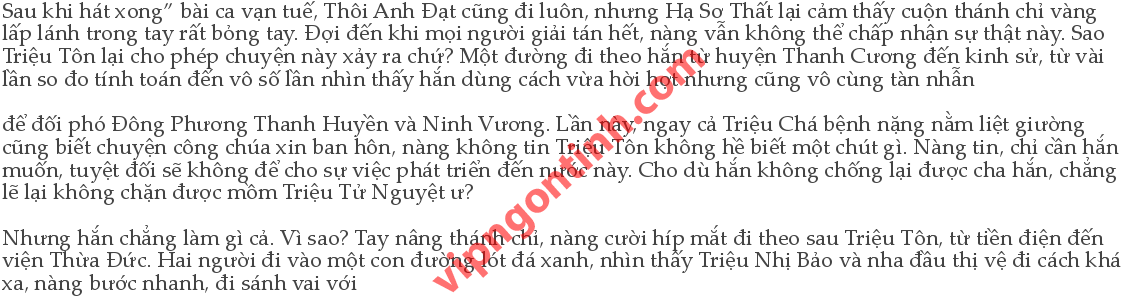 Sau khi hát xong” bài ca vạn tuế, Thôi Anh Đạt cũng đi luôn, nhưng Hạ Sơ Thất lại cảm thấy cuộn thánh chỉ vàng
lấp lánh trong tay rất bỏng tay. Đợi đến khi mọi người giải tán hết, nàng vẫn không thể chấp nhận sự thật này. Sao
Triệu Tôn lại cho phép chuyện này xảy ra chứ? Một đường đi theo hắn từ huyện Thanh Cương đến kinh sử, từ vài
lần so đo tính toán đến vô số lần nhìn thấy hắn dùng cách vừa hời hợt nhưng cũng vô cùng tàn nhẫn
để đối phó Đông Phương Thanh Huyền và Ninh Vương. Lần này, ngay cả Triệu Chá bệnh nặng nằm liệt giường
cũng biết chuyện công chúa xin ban hôn, nàng không tin Triệu Tôn không hề biết một chút gì. Nàng tin, chỉ cần hắn
muốn, tuyệt đối sẽ không để cho sự việc phát triển đến nước này. Cho dù hắn không chống lại được cha hắn, chẳng
lẽ lại không chặn được mồm Triệu Tử Nguyệt ư?
Nhưng hắn chẳng làm gì cả. Vì sao? Tay nâng thánh chỉ, nàng cười híp mắt đi theo sau Triệu Tôn, từ tiền điện đến
viện Thừa Đức. Hai người đi vào một con đường lót đá xanh, nhìn thấy Triệu Nhị Bảo và nha đầu thị vệ đi cách khá
xa, nàng bước nhanh, đi sánh vai với
vipngontinh.com